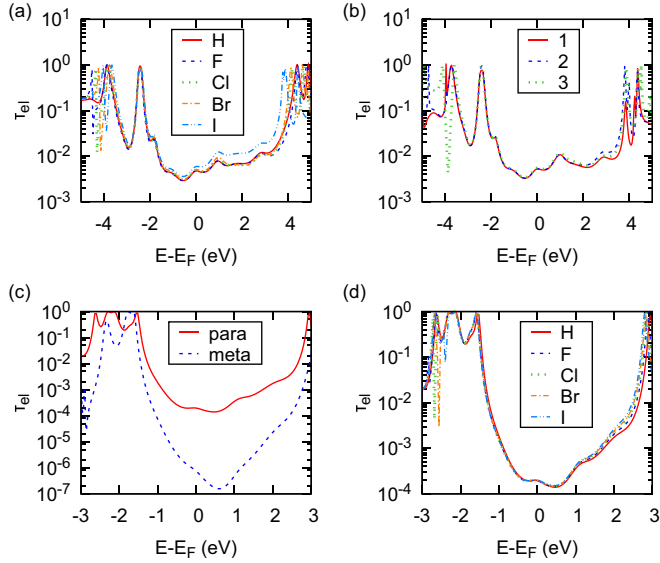 (a)
10^1
10^0
10^-1
10^-2
10^-3
τ_el
H
F
Cl
Br
I
-4 -2 0 2 4
E-E_F (eV)
(b)
10^1
10^0
10^-1
10^-2
10^-3
τ_el
1
2
3
-4 -2 0 2 4
E-E_F (eV)
(c)
10^0
10^-1
10^-2
10^-3
10^-4
10^-5
10^-6
10^-7
τ_el
para
meta
-3 -2 -1 0 1 2 3
E-E_F (eV)
(d)
10^0
10^-1
10^-2
10^-3
10^-4
τ_el
H
F
Cl
Br
I
-3 -2 -1 0 1 2 3
E-E_F (eV)